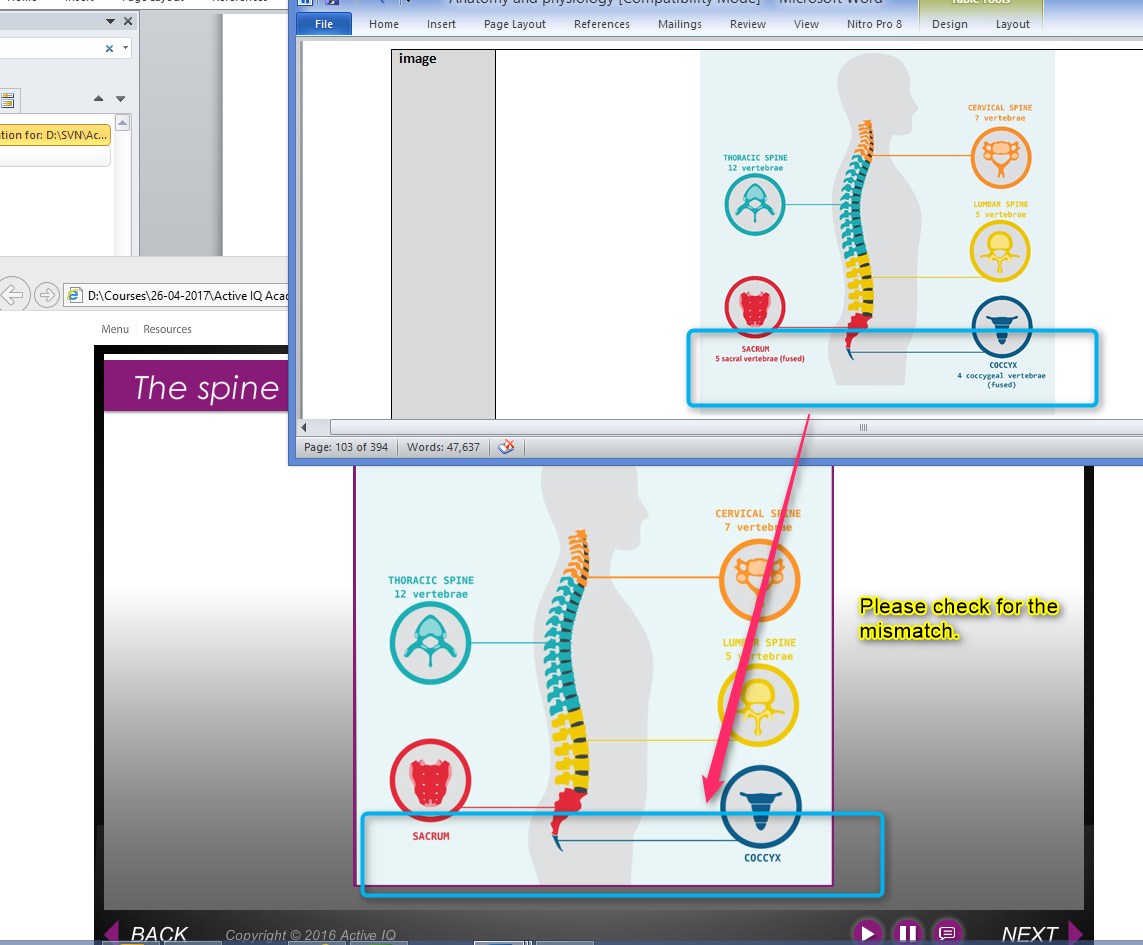 Anatomy and physiology [Compatibility Mode] - Microsoft Word
Table Tools
File Home Insert Page Layout References Mailings Review View Nitro Pro 8 Design Layout
image
CERVICAL SPINE
7 vertebrae
THORACIC SPINE
12 vertebrae
LUMBAR SPINE
5 vertebrae
SACRUM
5 sacral vertebrae (fused)
COCCYX
4 coccygeal vertebrae
(fused)
Page: 103 of 394 Words: 47,637
tion for: D:\SVN\Ac...
D:\Courses\26-04-2017\Active IQ Acad
Menu Resources
The spine
CERVICAL SPINE
7 vertebrae
THORACIC SPINE
12 vertebrae
LUMBAR SPINE
5 vertebrae
SACRUM
COCCYX
Please check for the
mismatch.
BACK Copyright © 2016 Active IQ NEXT